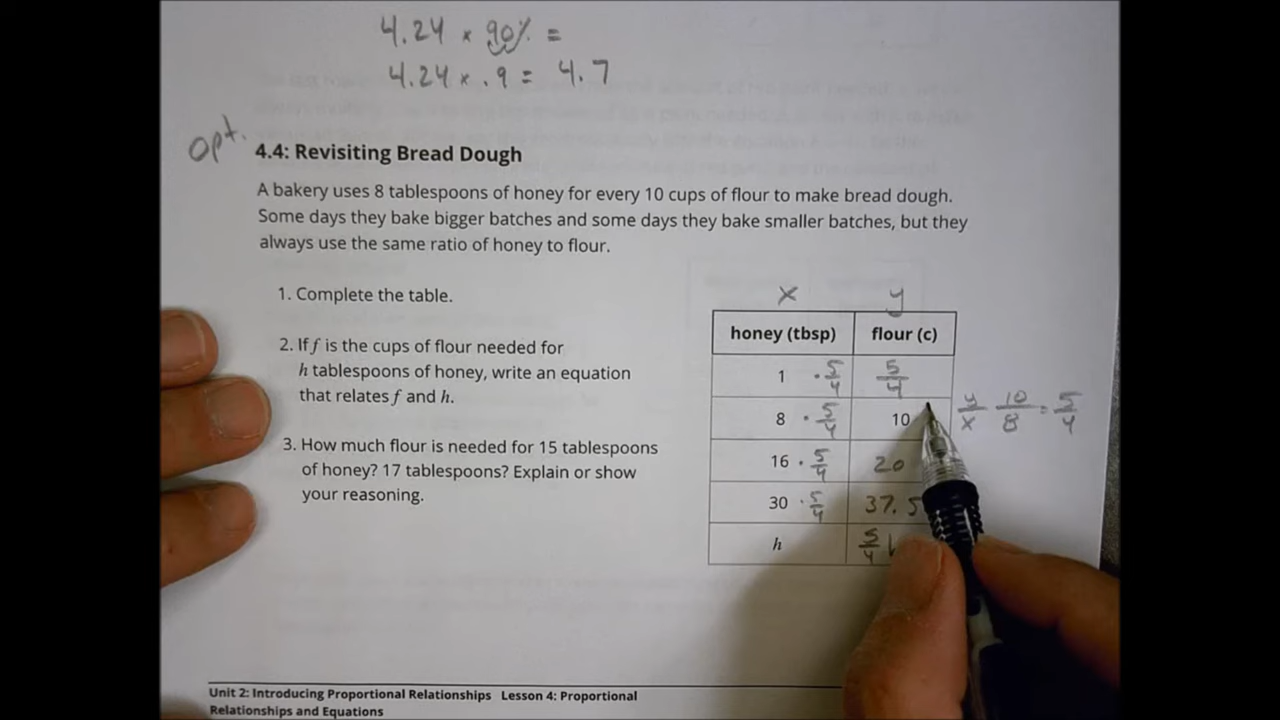 4.24 × 90% =
4.24 × .9 = 4.7
opt.
4.4: Revisiting Bread Dough
A bakery uses 8 tablespoons of honey for every 10 cups of flour to make bread dough.
Some days they bake bigger batches and some days they bake smaller batches, but they
always use the same ratio of honey to flour.
1. Complete the table.
2. If f is the cups of flour needed for
h tablespoons of honey, write an equation
that relates f and h.
3. How much flour is needed for 15 tablespoons
of honey? 17 tablespoons? Explain or show
your reasoning.
x y
honey (tbsp) flour (c)
1 · 5/4 5/4
8 · 5/4 10 y/x 10/8 = 5/4
16 · 5/4 20
30 · 5/4 37.5
h 5/4
Unit 2: Introducing Proportional Relationships Lesson 4: Proportional
Relationships and Equations